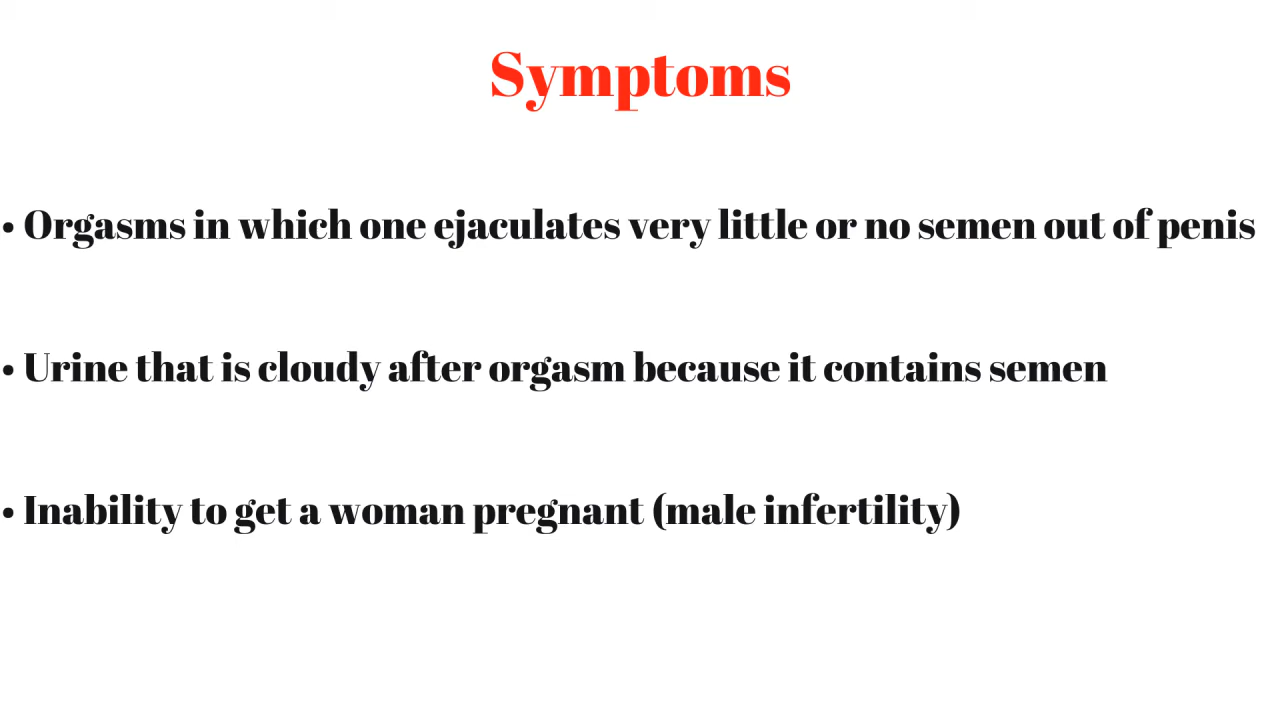 Symptoms
• Orgasms in which one ejaculates very little or no semen out of penis
• Urine that is cloudy after orgasm because it contains semen
• Inability to get a woman pregnant (male infertility)